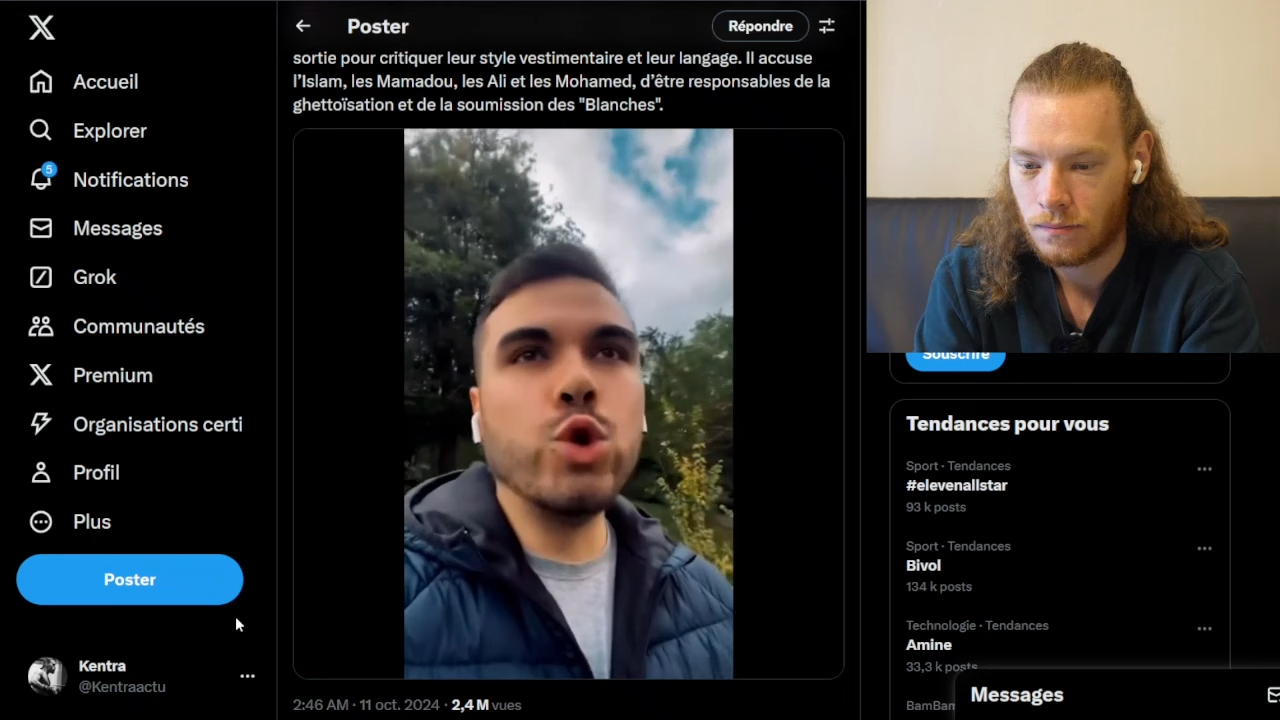 Accueil
Explorer
5
Notifications
Messages
Grok
Communautés
Premium
Organisations certi
Profil
Plus
Poster
Kentra
@Kentraactu
Poster
Répondre
sortie pour critiquer leur style vestimentaire et leur langage. Il accuse
l'Islam, les Mamadou, les Ali et les Mohamed, d'être responsables de la
ghettoïsation et de la soumission des "Blanches".
2:46 AM · 11 oct. 2024 · 2,4 M vues
Souscrire
Tendances pour vous
Sport · Tendances
#elevenallstar
93 k posts
Sport · Tendances
Bivol
134 k posts
Technologie · Tendances
Amine
33,3 k posts
BamBam
Messages